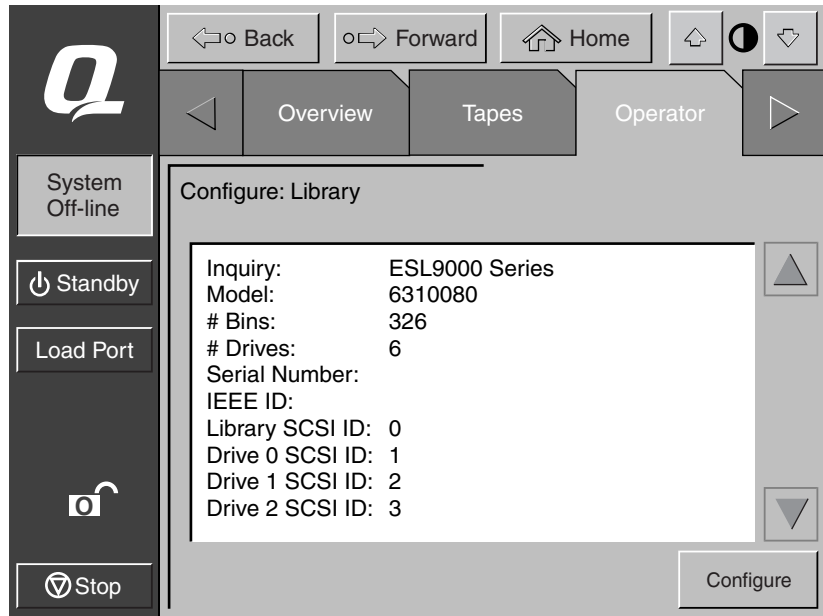 Q
Back
Forward
Home
Overview
Tapes
Operator
System
Off-line
Standby
Load Port
O
Stop
Configure: Library
Inquiry: ESL9000 Series
Model: 6310080
# Bins: 326
# Drives: 6
Serial Number:
IEEE ID:
Library SCSI ID: 0
Drive 0 SCSI ID: 1
Drive 1 SCSI ID: 2
Drive 2 SCSI ID: 3
Configure